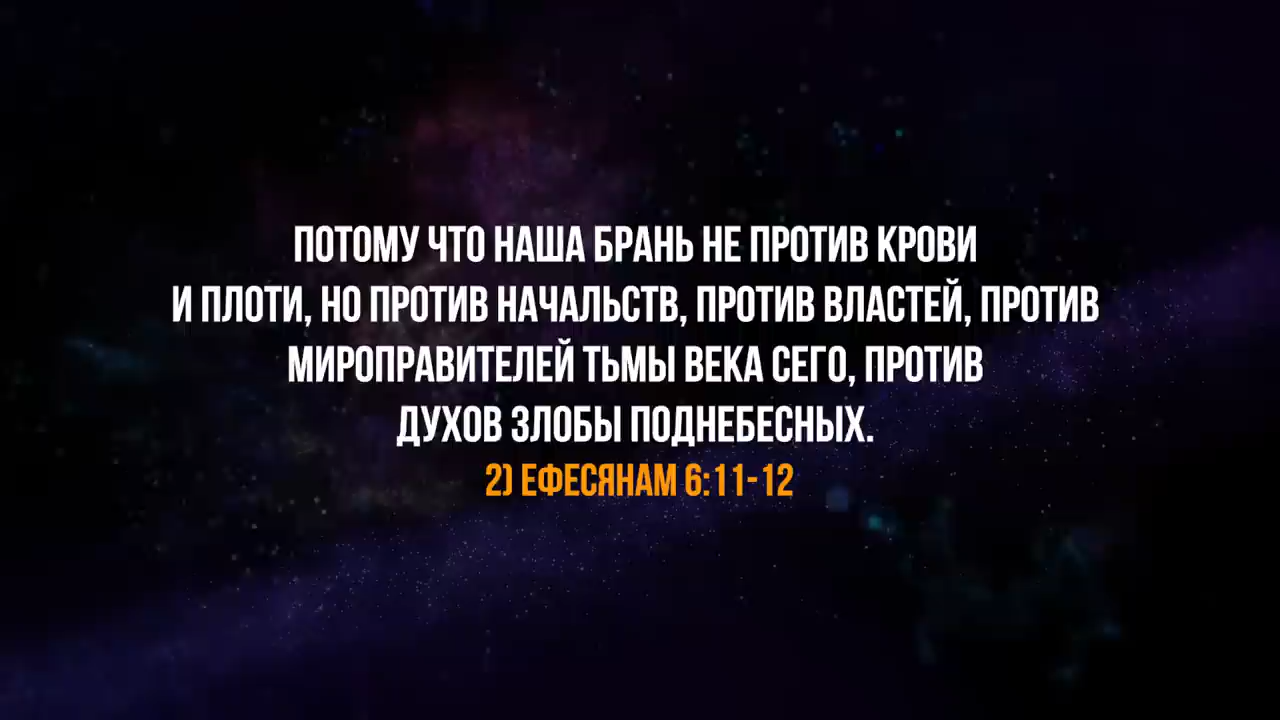 ПОТОМУ ЧТО НАША БРАНЬ НЕ ПРОТИВ КРОВИ
И ПЛОТИ, НО ПРОТИВ НАЧАЛЬСТВ, ПРОТИВ ВЛАСТЕЙ, ПРОТИВ
МИРОПРАВИТЕЛЕЙ ТЬМЫ ВЕКА СЕГО, ПРОТИВ
ДУХОВ ЗЛОБЫ ПОДНЕБЕСНЫХ.
2) ЕФЕСЯНАМ 6:11-12